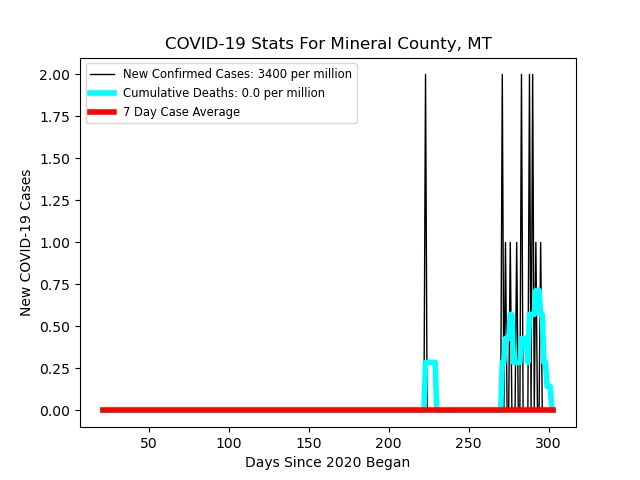 COVID-19 Stats For Mineral County, MT
New Confirmed Cases: 3400 per million
Cumulative Deaths: 0.0 per million
7 Day Case Average
New COVID-19 Cases
2.00
1.75
1.50
1.25
1.00
0.75
0.50
0.25
0.00
50 100 150 200 250 300
Days Since 2020 Began